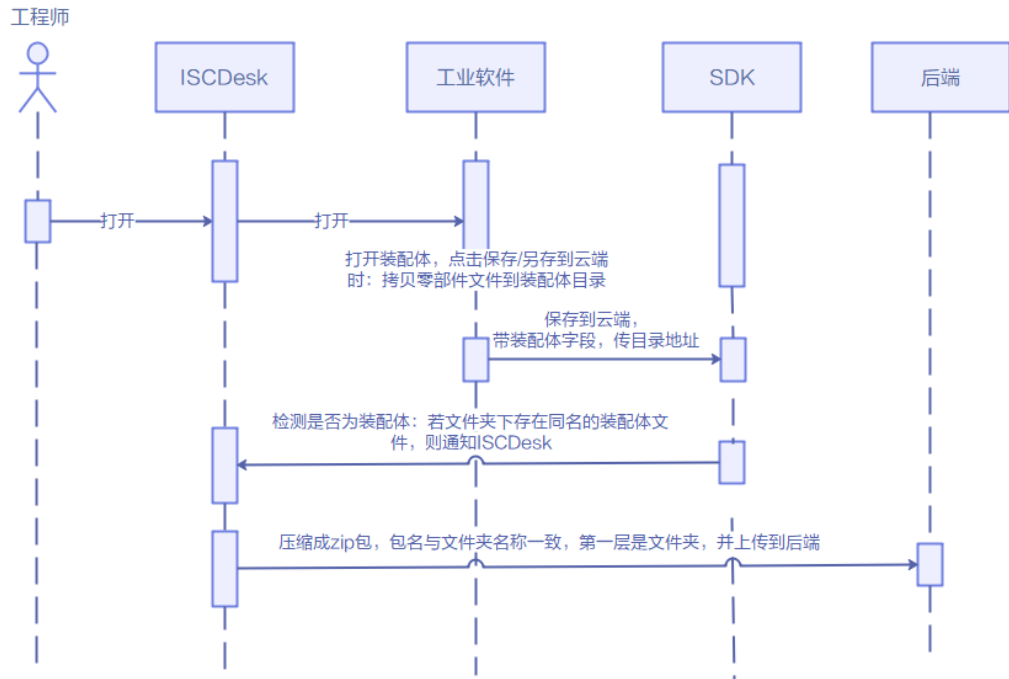 工程师
ISCDesk
工业软件
SDK
后端
打开
打开
打开装配体，点击保存/另存到云端
时：拷贝零部件文件到装配体目录
保存到云端，
带装配体字段，传目录地址
检测是否为装配体：若文件夹下存在同名的装配体文
件，则通知ISCDesk
压缩成zip包，包名与文件夹名称一致，第一层是文件夹，并上传到后端